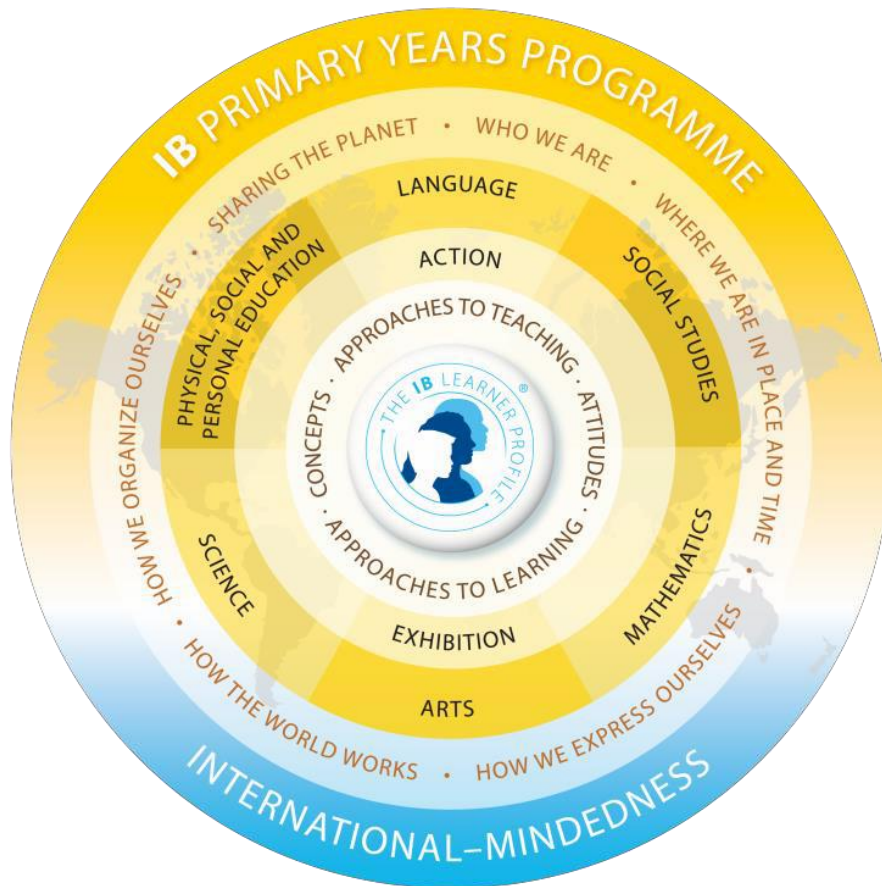 IB PRIMARY YEARS PROGRAMME
SHARING THE PLANET • WHO WE ARE • WHERE WE ARE IN PLACE AND TIME • HOW WE EXPRESS OURSELVES • HOW THE WORLD WORKS • HOW WE ORGANIZE OURSELVES •
LANGUAGE
SOCIAL STUDIES
MATHEMATICS
ARTS
SCIENCE
PHYSICAL, SOCIAL AND
PERSONAL EDUCATION
ACTION
EXHIBITION
APPROACHES TO TEACHING • ATTITUDES • APPROACHES TO LEARNING • CONCEPTS •
• THE IB LEARNER PROFILE • ®
INTERNATIONAL–MINDEDNESS